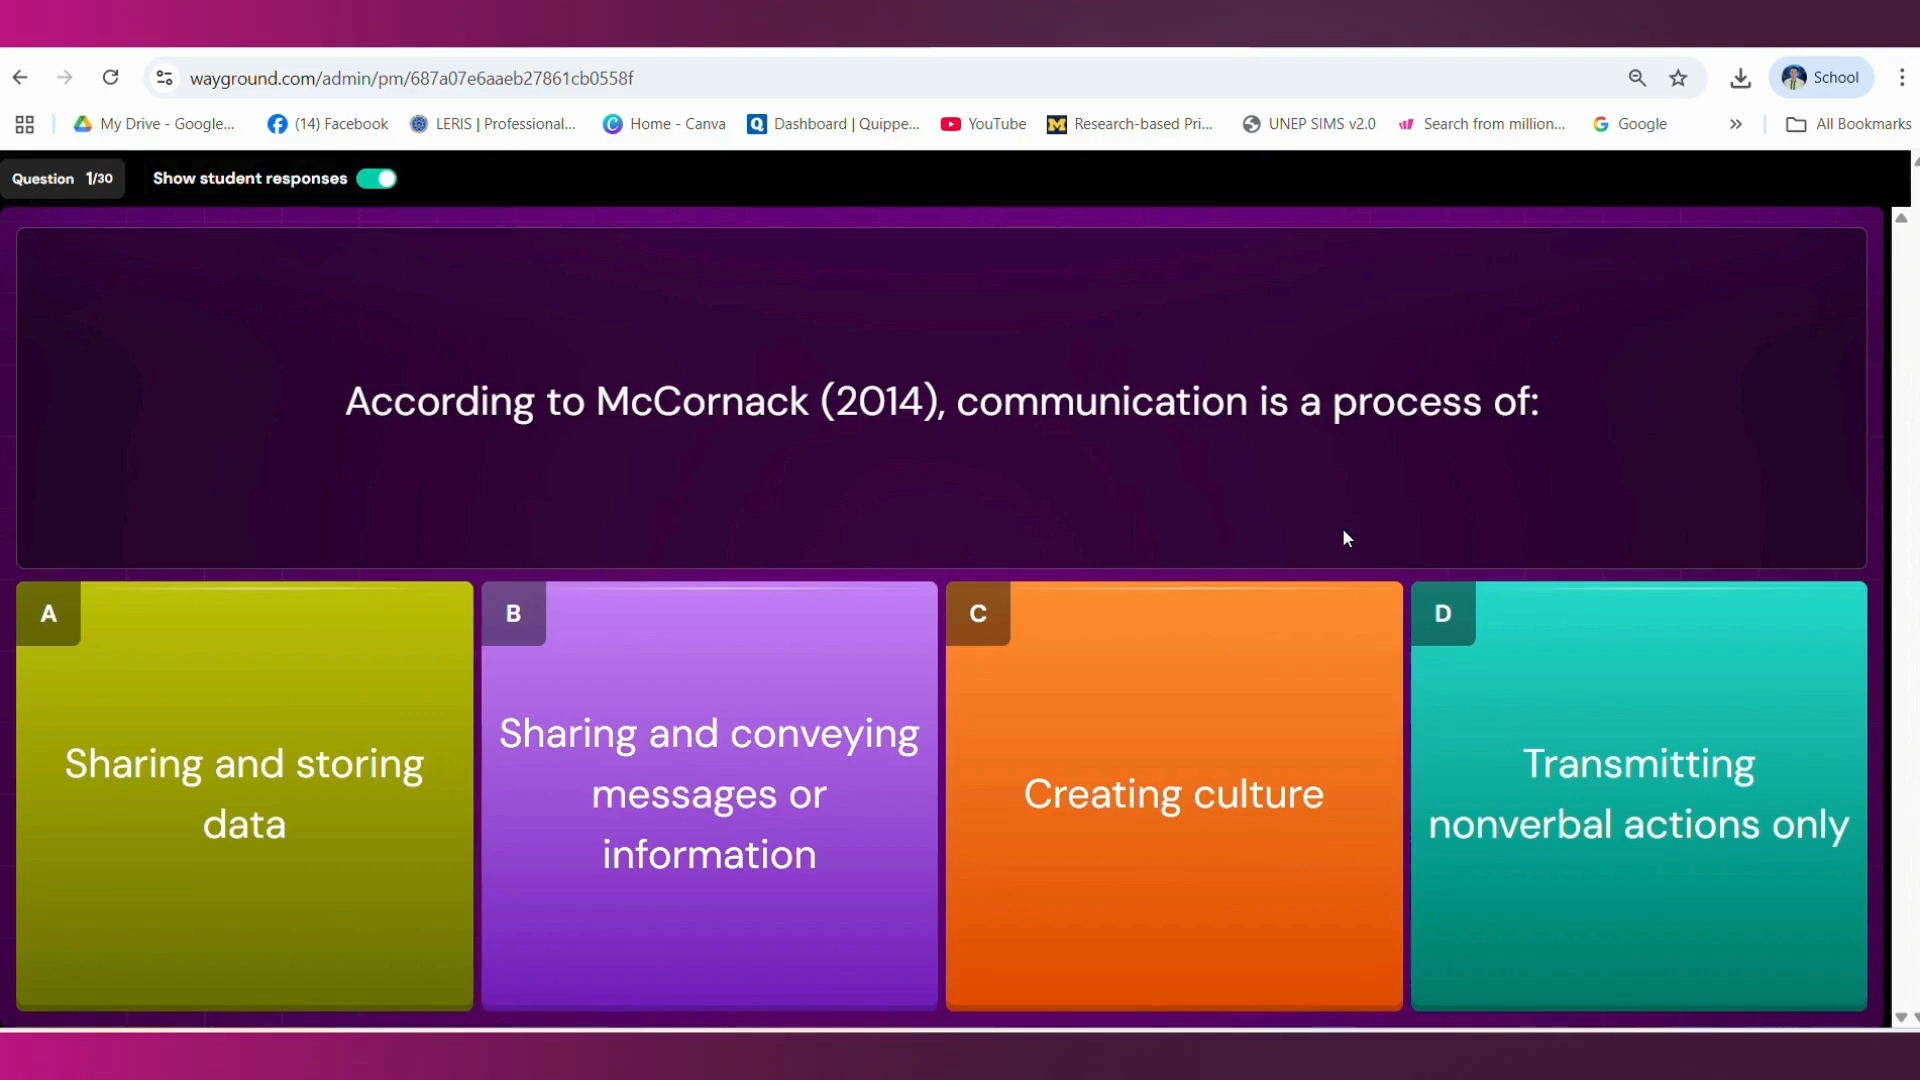 wayground.com/admin/pm/687a07e6aaeb27861cb0558f
School
My Drive - Google...
(14) Facebook
LERIS | Professional...
Home - Canva
Dashboard | Quippe...
YouTube
Research-based Pri...
UNEP SIMS v2.0
Search from million...
Google
All Bookmarks
Question 1/30
Show student responses
According to McCornack (2014), communication is a process of:
A
Sharing and storing
data
B
Sharing and conveying
messages or
information
C
Creating culture
D
Transmitting
nonverbal actions only